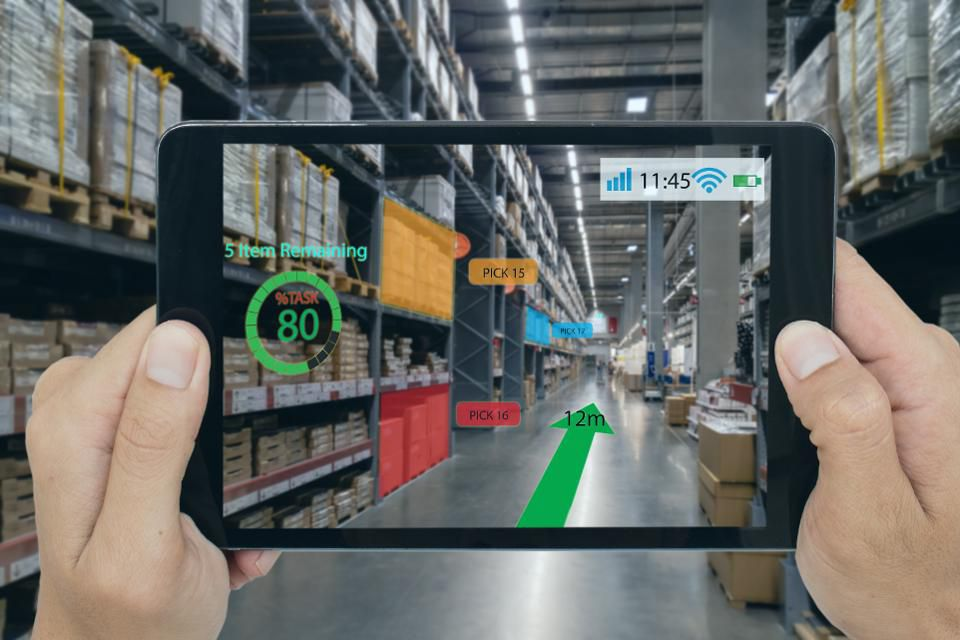 11:45
5 Item Remaining
%TASK
80
PICK 15
PICK 17
PICK 16
12m